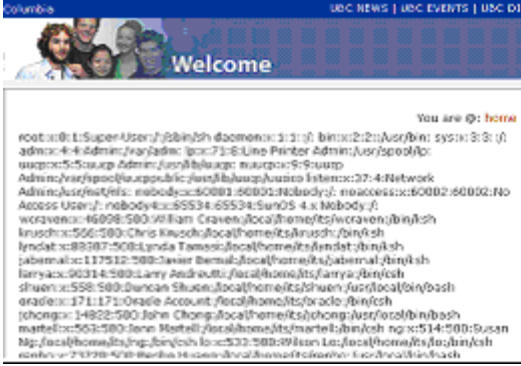 Columbia UBC NEWS | UBC EVENTS | UBC DI
Welcome
You are @: home
root:x:0:1:Super-User:/:/sbin/sh daemon:x:1:1::/: bin:x:2:2::/usr/bin: sys:x:3:3::/:
adm:x:4:4:Admin:/var/adm: lp:x:71:8:Line Printer Admin:/usr/spool/lp:
uucp:x:5:5:uucp Admin:/usr/lib/uucp: nuucp:x:9:9:uucp
Admin:/var/spool/uucppublic:/usr/lib/uucp/uucico listen:x:37:4:Network
Admin:/usr/net/nls: nobody:x:60001:60001:Nobody:/: noaccess:x:60002:60002:No
Access User:/: nobody4:x:65534:65534:SunOS 4.x Nobody:/:
wcraven:x:46098:500:William Craven:/local/home/its/wcraven:/bin/ksh
knusch:x:566:500:Chris Knusch:/local/home/its/knusch:/bin/ksh
lyndat:x:88387:500:Lynda Tamasi:/local/home/its/lyndat:/bin/ksh
jabernal:x:117512:500:Javier Bernal:/local/home/its/jabernal:/bin/ksh
larrya:x:90314:500:Larry Andreutti:/local/home/its/larrya:/bin/csh
shuen:x:558:500:Duncan Shuen:/local/home/its/shuen:/usr/local/bin/bash
oracle:x:171:171:Oracle Account:/local/home/its/oracle:/bin/csh
jchong:x:14822:500:John Chong:/local/home/its/jchong:/usr/local/bin/bash
martell:x:563:500:Jenn Martell:/local/home/its/martell:/bin/csh ng:x:514:500:Susan
Ng:/local/home/its/ng:/bin/csh lo:x:533:500:Wilson Lo:/local/home/its/lo:/bin/csh